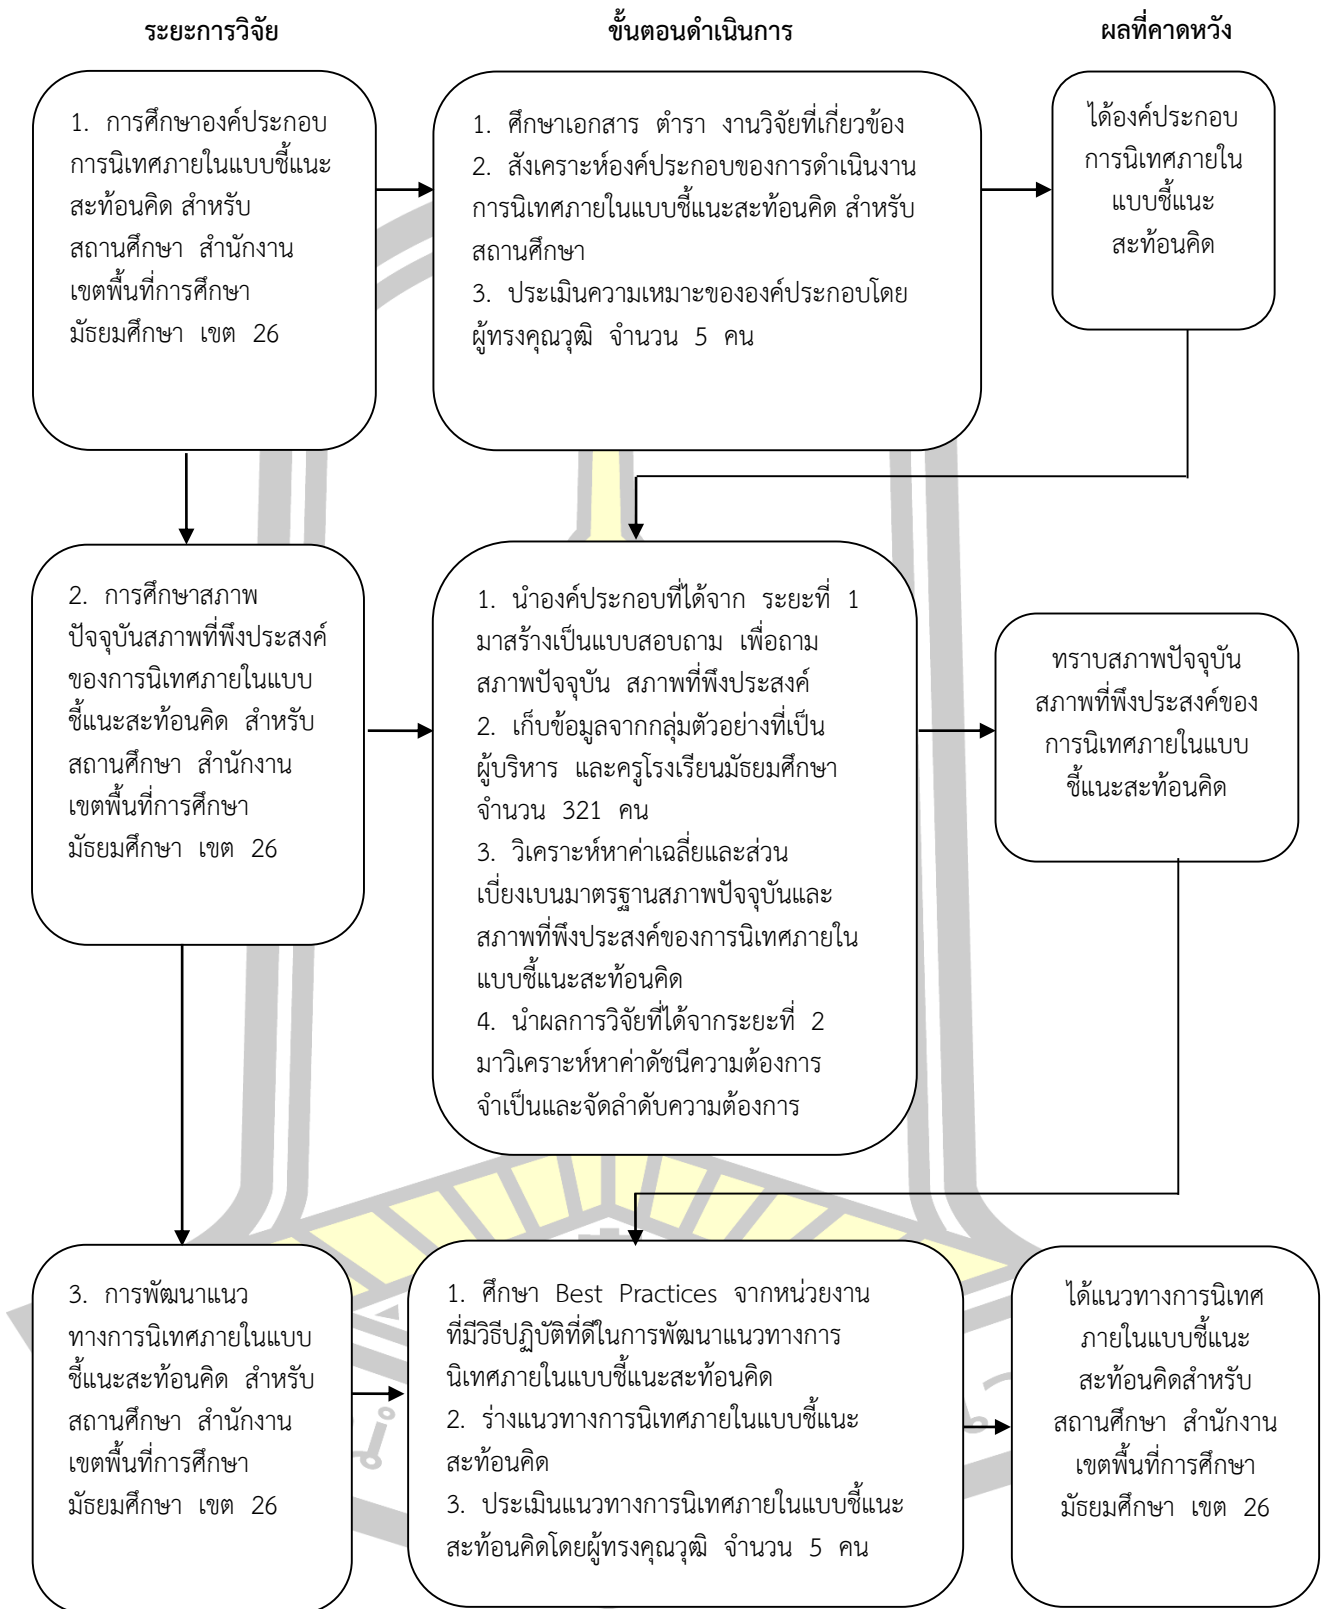 ระยะการวิจัย
ขั้นตอนดำเนินการ
ผลที่คาดหวัง
1. การศึกษาองค์ประกอบ
การนิเทศภายในแบบชี้แนะ
สะท้อนคิด สำหรับ
สถานศึกษา สำนักงาน
เขตพื้นที่การศึกษา
มัธยมศึกษา เขต 26
1. ศึกษาเอกสาร ตำรา งานวิจัยที่เกี่ยวข้อง
2. สังเคราะห์องค์ประกอบของการดำเนินงาน
การนิเทศภายในแบบชี้แนะสะท้อนคิด สำหรับ
สถานศึกษา
3. ประเมินความเหมาะขององค์ประกอบโดย
ผู้ทรงคุณวุฒิ จำนวน 5 คน
ได้องค์ประกอบ
การนิเทศภายใน
แบบชี้แนะ
สะท้อนคิด
2. การศึกษาสภาพ
ปัจจุบันสภาพที่พึงประสงค์
ของการนิเทศภายในแบบ
ชี้แนะสะท้อนคิด สำหรับ
สถานศึกษา สำนักงาน
เขตพื้นที่การศึกษา
มัธยมศึกษา เขต 26
1. นำองค์ประกอบที่ได้จาก ระยะที่ 1
มาสร้างเป็นแบบสอบถาม เพื่อถาม
สภาพปัจจุบัน สภาพที่พึงประสงค์
2. เก็บข้อมูลจากกลุ่มตัวอย่างที่เป็น
ผู้บริหาร และครูโรงเรียนมัธยมศึกษา
จำนวน 321 คน
3. วิเคราะห์หาค่าเฉลี่ยและส่วน
เบี่ยงเบนมาตรฐานสภาพปัจจุบันและ
สภาพที่พึงประสงค์ของการนิเทศภายใน
แบบชี้แนะสะท้อนคิด
4. นำผลการวิจัยที่ได้จากระยะที่ 2
มาวิเคราะห์หาค่าดัชนีความต้องการ
จำเป็นและจัดลำดับความต้องการ
ทราบสภาพปัจจุบัน
สภาพที่พึงประสงค์ของ
การนิเทศภายในแบบ
ชี้แนะสะท้อนคิด
3. การพัฒนาแนว
ทางการนิเทศภายในแบบ
ชี้แนะสะท้อนคิด สำหรับ
สถานศึกษา สำนักงาน
เขตพื้นที่การศึกษา
มัธยมศึกษา เขต 26
1. ศึกษา Best Practices จากหน่วยงาน
ที่มีวิธีปฏิบัติที่ดีในการพัฒนาแนวทางการ
นิเทศภายในแบบชี้แนะสะท้อนคิด
2. ร่างแนวทางการนิเทศภายในแบบชี้แนะ
สะท้อนคิด
3. ประเมินแนวทางการนิเทศภายในแบบชี้แนะ
สะท้อนคิดโดยผู้ทรงคุณวุฒิ จำนวน 5 คน
ได้แนวทางการนิเทศ
ภายในแบบชี้แนะ
สะท้อนคิดสำหรับ
สถานศึกษา สำนักงาน
เขตพื้นที่การศึกษา
มัธยมศึกษา เขต 26